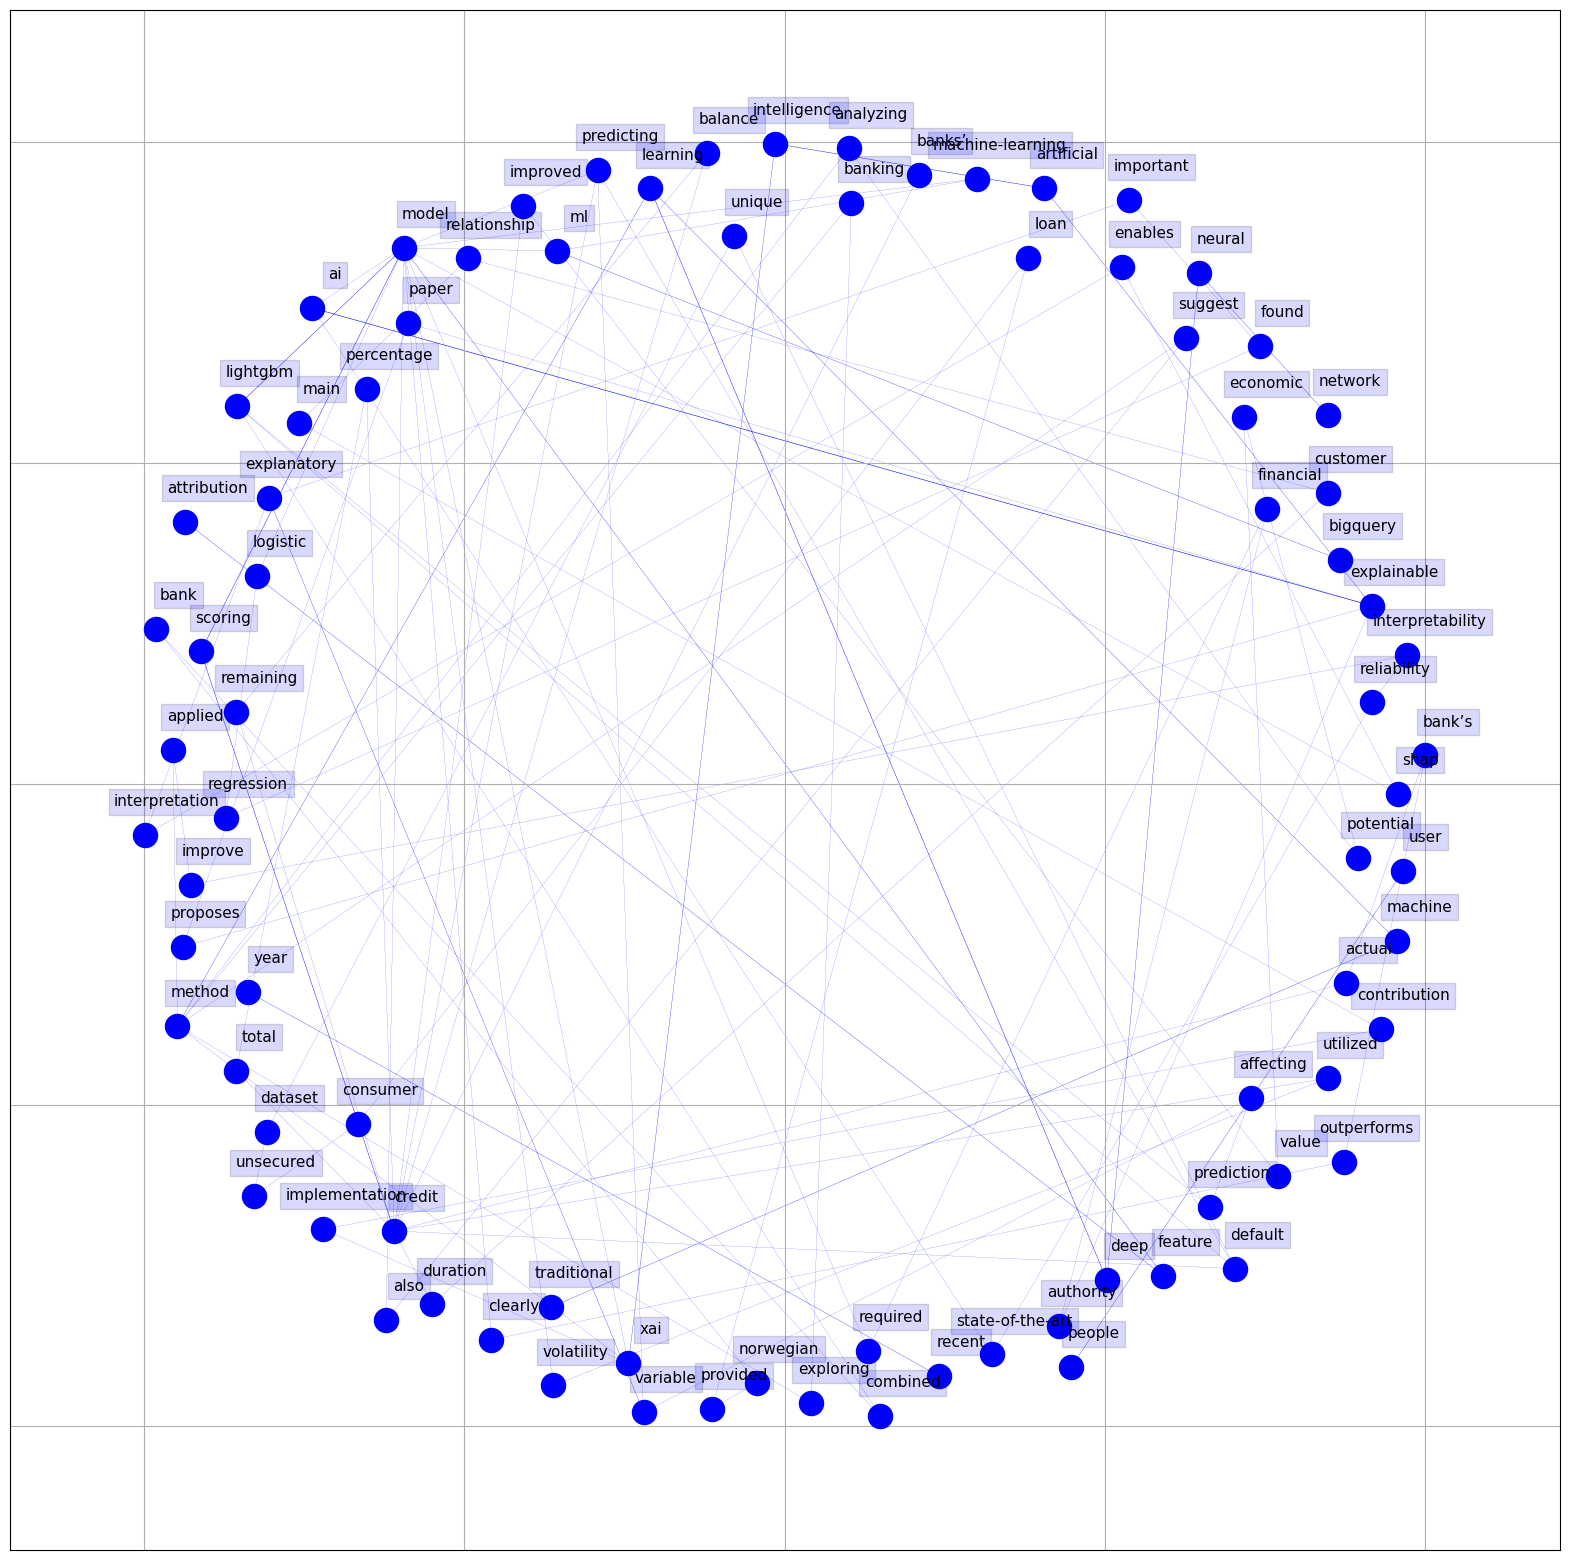 intelligence
analyzing
balance
predicting
banks’
machine-learning
learning
artificial
important
improved
banking
unique
model
relationship
ml
loan
enables
neural
ai
paper
suggest
found
percentage
lightgbm
main
economic
network
explanatory
customer
financial
attribution
bigquery
logistic
explainable
bank
scoring
interpretability
reliability
remaining
applied
bank’s
shap
regression
interpretation
potential
user
improve
proposes
machine
actual
year
method
contribution
total
utilized
affecting
consumer
dataset
outperforms
value
unsecured
prediction
implementation
credit
default
deep
feature
duration
traditional
also
authority
clearly
required
state-of-the-art
people
xai
recent
volatility
norwegian
exploring
variable
provided
combined